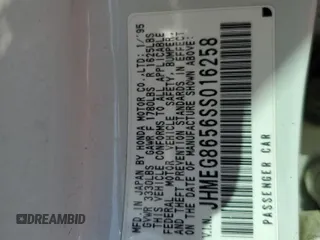 MFD. IN JAPAN BY HONDA MOTOR CO., LTD. 1/'95
GVWR 3330LBS GAWR F 1780LBS R 1625LBS
THIS VEHICLE CONFORMS TO ALL APPLICABLE
FEDERAL MOTOR VEHICLE SAFETY, BUMPER,
AND THEFT PREVENTION STANDARDS IN EFFECT
ON THE DATE OF MANUFACTURE SHOWN ABOVE.
V.I.N. JHMEG8658SS016258
PASSENGER CAR
DREAMBID